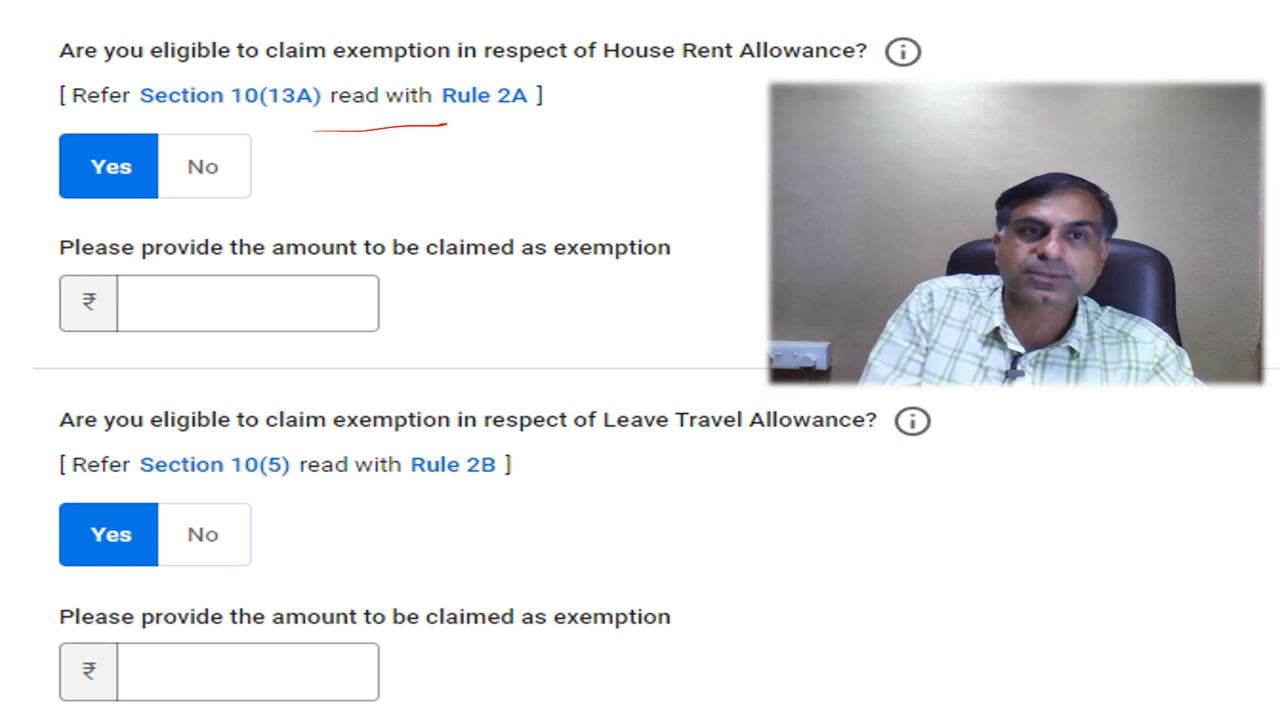 Are you eligible to claim exemption in respect of House Rent Allowance?
[ Refer Section 10(13A) read with Rule 2A ]
Yes No
Please provide the amount to be claimed as exemption
₹
Are you eligible to claim exemption in respect of Leave Travel Allowance?
[ Refer Section 10(5) read with Rule 2B ]
Yes No
Please provide the amount to be claimed as exemption
₹